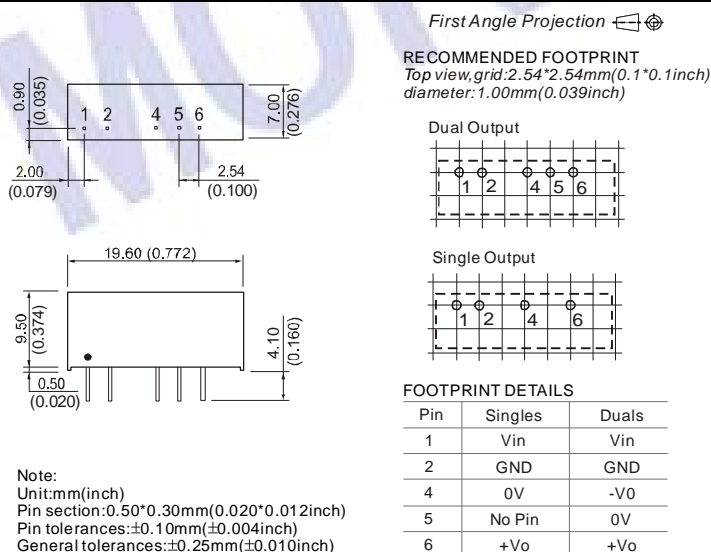 First Angle Projection
RECOMMENDED FOOTPRINT
Top view,grid:2.54*2.54mm(0.1*0.1inch)
diameter:1.00mm(0.039inch)
0.90
(0.035)
1 2 4 5 6
7.00
(0.276)
2.00
(0.079)
2.54
(0.100)
Dual Output
1 2 4 5 6
19.60 (0.772)
9.50
(0.374)
4.10
(0.160)
0.50
(0.020)
Single Output
1 2 4 6
FOOTPRINT DETAILS
Pin Singles Duals
1 Vin Vin
2 GND GND
4 0V -V0
5 No Pin 0V
6 +Vo +Vo
Note:
Unit:mm(inch)
Pin section:0.50*0.30mm(0.020*0.012inch)
Pin tolerances:±0.10mm(±0.004inch)
General tolerances:±0.25mm(±0.010inch)